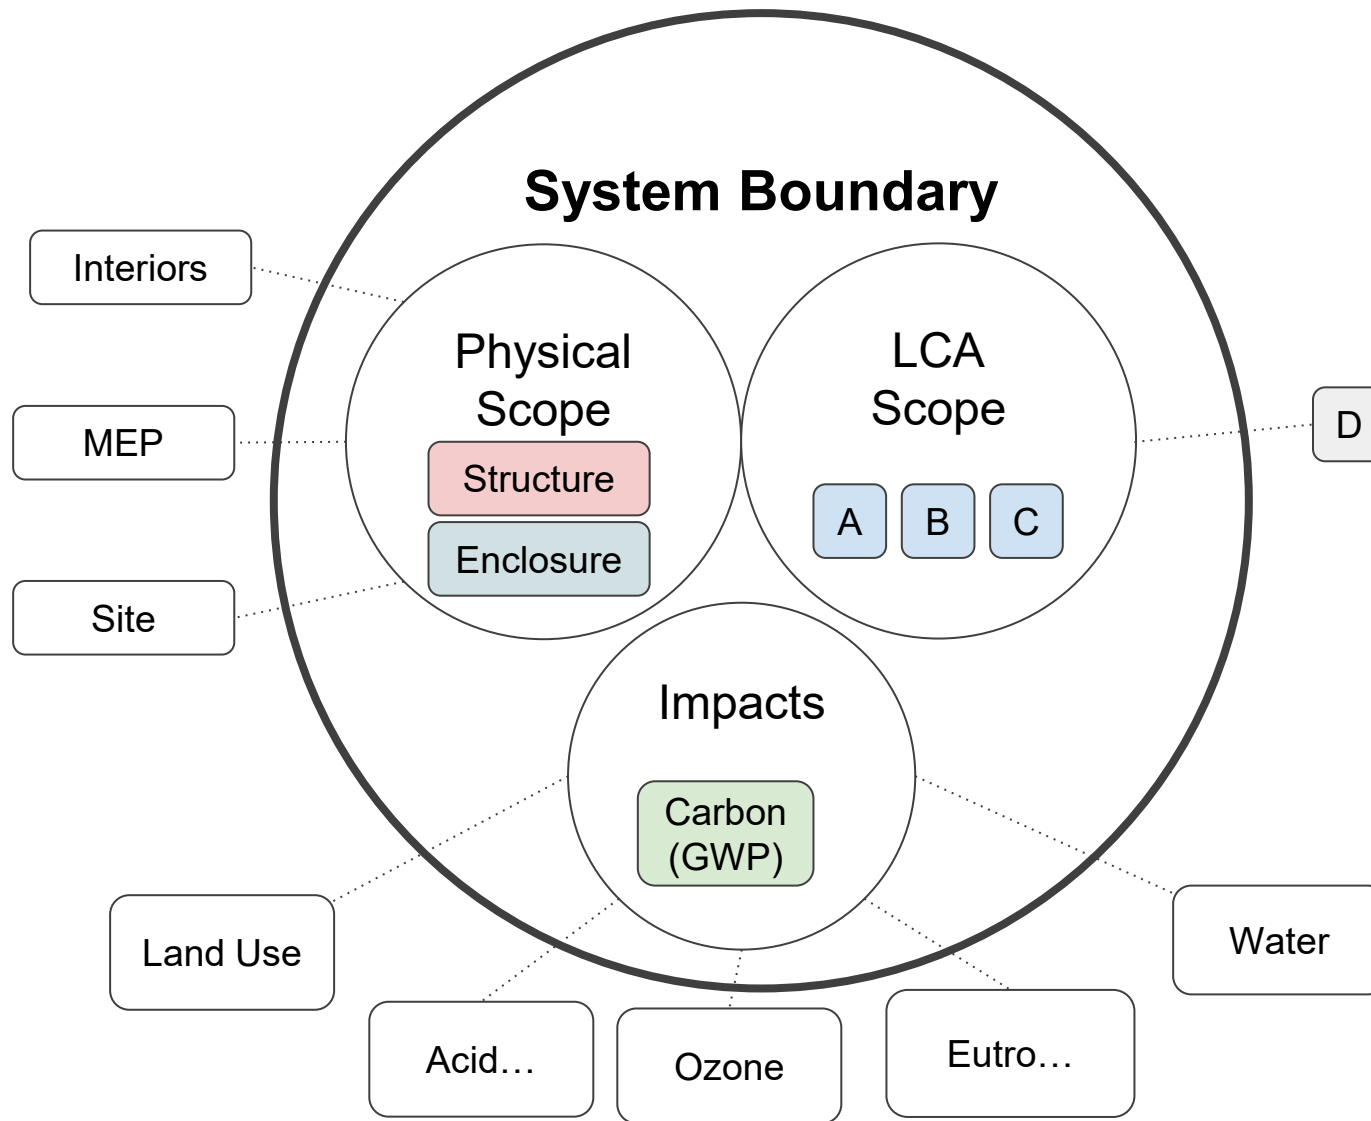 System Boundary
Interiors
Physical
Scope
LCA
Scope
MEP
D
Structure
A
B
C
Enclosure
Site
Impacts
Carbon
(GWP)
Land Use
Water
Acid…
Ozone
Eutro…